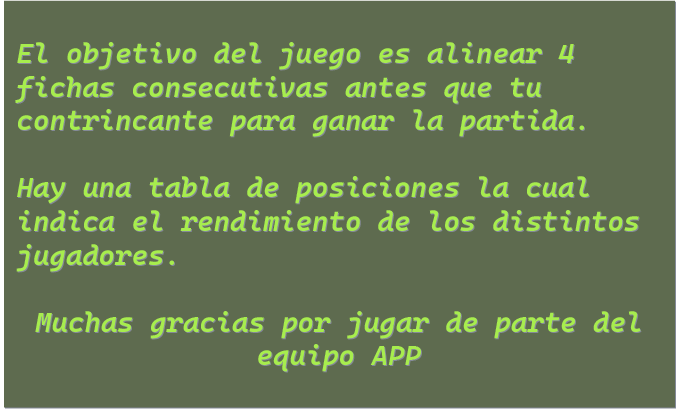 El objetivo del juego es alinear 4
fichas consecutivas antes que tu
contrincante para ganar la partida.
Hay una tabla de posiciones la cual
indica el rendimiento de los distintos
jugadores.
Muchas gracias por jugar de parte del
equipo APP